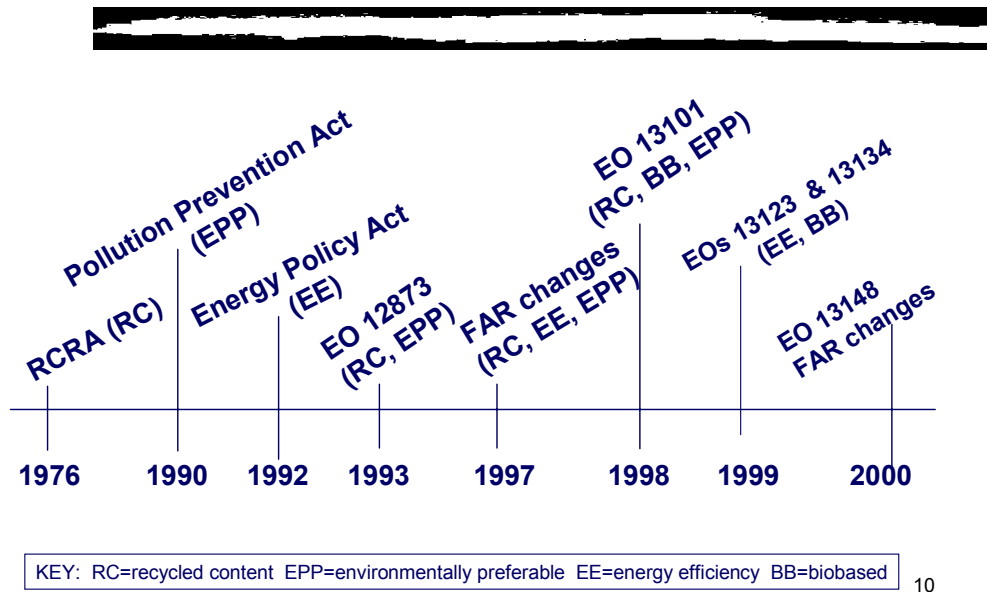 RCRA (RC)
Pollution Prevention Act
(EPP)
Energy Policy Act
(EE)
EO 12873
(RC, EPP)
FAR changes
(RC, EE, EPP)
EO 13101
(RC, BB, EPP)
EOs 13123 & 13134
(EE, BB)
EO 13148
FAR changes
1976 1990 1992 1993 1997 1998 1999 2000
KEY: RC=recycled content EPP=environmentally preferable EE=energy efficiency BB=biobased
10